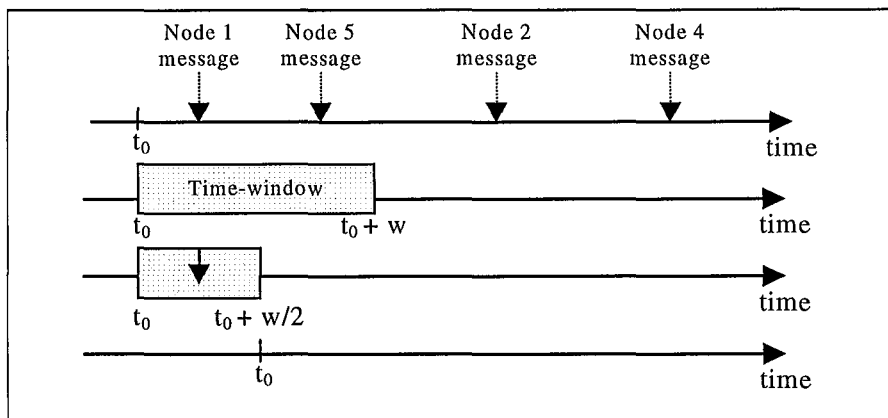 Node 1 message
Node 5 message
Node 2 message
Node 4 message
t₀
time
Time-window
t₀
t₀ + w
time
t₀
t₀ + w/2
time
t₀
time